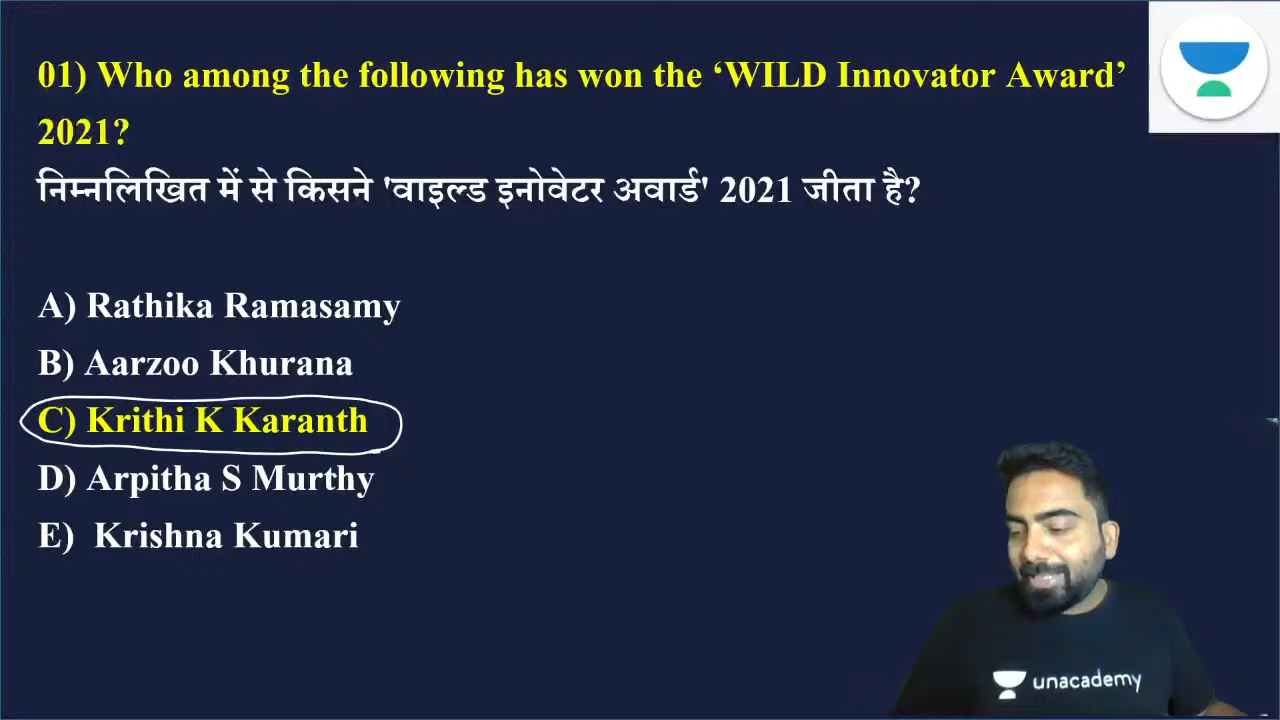 01) Who among the following has won the ‘WILD Innovator Award’
2021?
निम्नलिखित में से किसने 'वाइल्ड इनोवेटर अवार्ड' 2021 जीता है?
A) Rathika Ramasamy
B) Aarzoo Khurana
C) Krithi K Karanth
D) Arpitha S Murthy
E) Krishna Kumari
unacademy